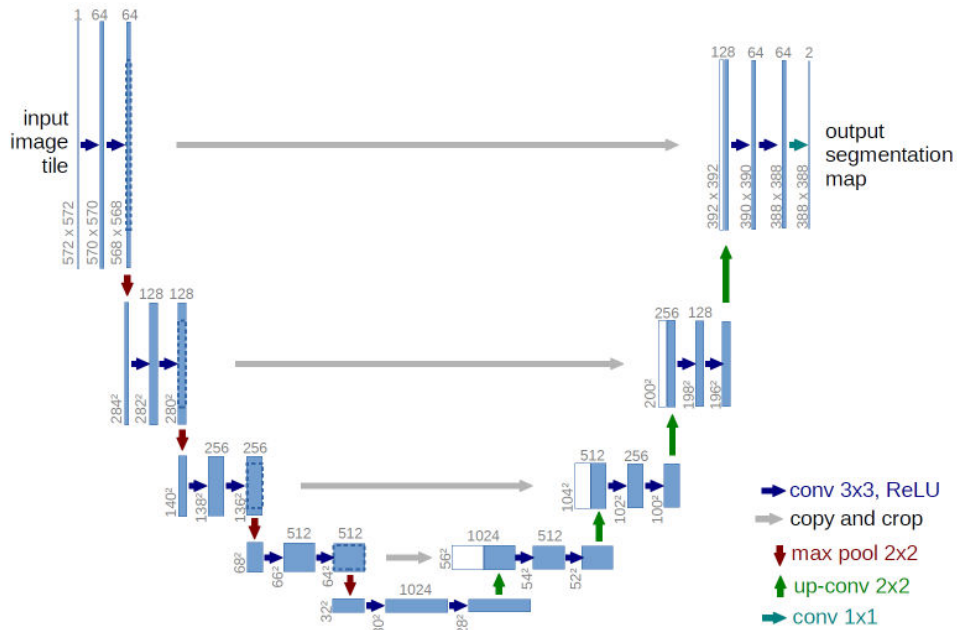 1 64 64
128 64 64 2
input
image
tile
output
segmentation
map
572 x 572
570 x 570
568 x 568
392 x 392
390 x 390
388 x 388
388 x 388
128 128
256 128
284²
282²
280²
200²
198²
196²
256 256
512 256
140²
138²
136²
104²
102²
100²
512 512
1024 512
68²
66²
64²
56²
54²
52²
1024
32²
30²
28²
conv 3x3, ReLU
copy and crop
max pool 2x2
up-conv 2x2
conv 1x1